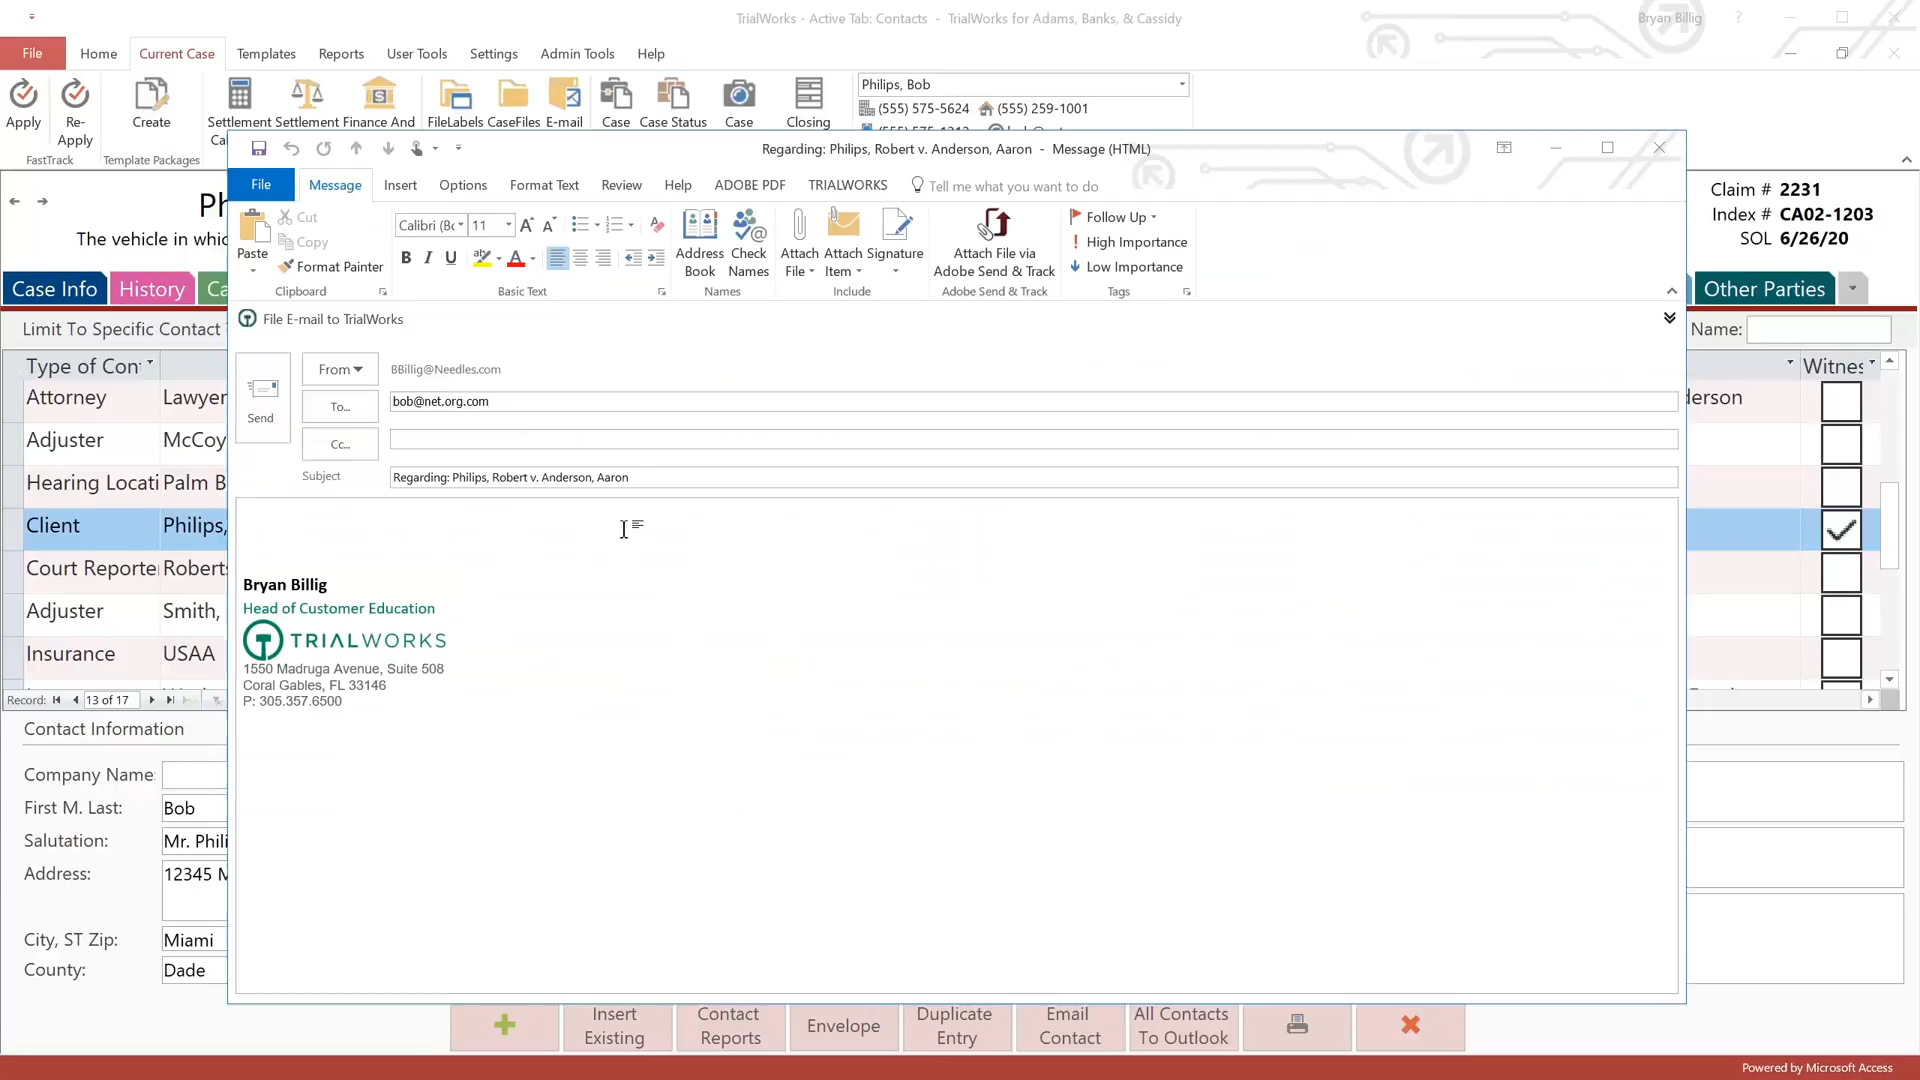 TrialWorks - Active Tab: Contacts - TrialWorks for Adams, Banks, & Cassidy
Bryan Billig
?
File Home Current Case Templates Reports User Tools Settings Admin Tools Help
Apply
Re-
Apply
FastTrack
Create
Template Packages
Settlement Settlement Finance And
FileLabels CaseFiles E-mail
Case Case Status Case
Closing
Philips, Bob
(555) 575-5624 (555) 259-1001
Regarding: Philips, Robert v. Anderson, Aaron - Message (HTML)
File Message Insert Options Format Text Review Help ADOBE PDF TRIALWORKS Tell me what you want to do
Paste
Cut
Copy
Format Painter
Clipboard
Calibri (Bc 11
B I U
Basic Text
Address
Book
Check
Names
Names
Attach
File
Attach
Item
Signature
Include
Attach File via
Adobe Send & Track
Adobe Send & Track
Follow Up
High Importance
Low Importance
Tags
Claim # 2231
Index # CA02-1203
SOL 6/26/20
Ph
The vehicle in whic
Case Info History Ca
Other Parties
File E-mail to TrialWorks
Limit To Specific Contact
Name:
Send
From BBillig@Needles.com
To... bob@net.org.com
Cc...
Subject Regarding: Philips, Robert v. Anderson, Aaron
Type of Con
Witnes
Attorney Lawyer
derson
Adjuster McCoy
Hearing Locati Palm B
Client Philips,
Court Reporte Robert
Adjuster Smith,
Insurance USAA
Record: 13 of 17
Bryan Billig
Head of Customer Education
TRIALWORKS
1550 Madruga Avenue, Suite 508
Coral Gables, FL 33146
P: 305.357.6500
Contact Information
Company Name:
First M. Last: Bob
Salutation: Mr. Phili
Address: 12345 M
City, ST Zip: Miami
County: Dade
Insert
Existing
Contact
Reports
Envelope
Duplicate
Entry
Email
Contact
All Contacts
To Outlook
Powered by Microsoft Access